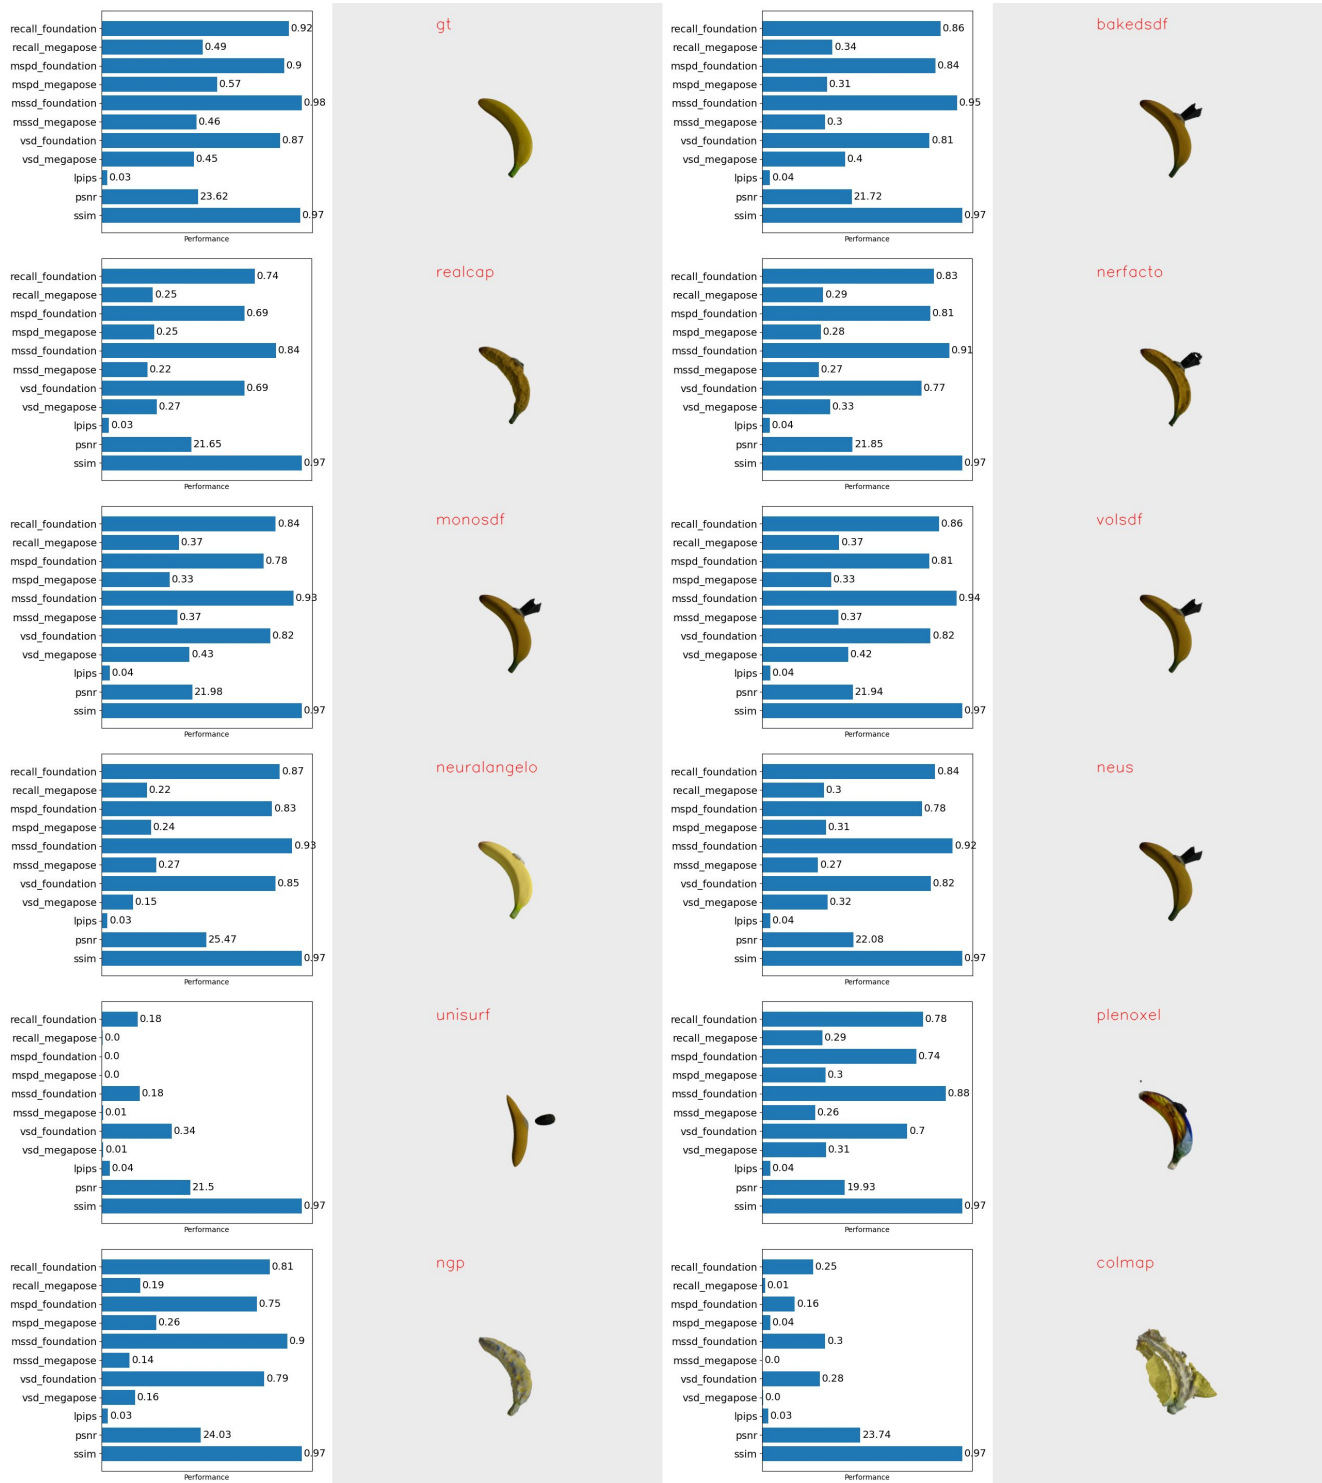 gt
recall_foundation 0.92
recall_megapose 0.49
mspd_foundation 0.9
mspd_megapose 0.57
mssd_foundation 0.98
mssd_megapose 0.46
vsd_foundation 0.87
vsd_megapose 0.45
lpips 0.03
psnr 23.62
ssim 0.97
Performance
bakedsdf
recall_foundation 0.86
recall_megapose 0.34
mspd_foundation 0.84
mspd_megapose 0.31
mssd_foundation 0.95
mssd_megapose 0.3
vsd_foundation 0.81
vsd_megapose 0.4
lpips 0.04
psnr 21.72
ssim 0.97
Performance
realcap
recall_foundation 0.74
recall_megapose 0.25
mspd_foundation 0.69
mspd_megapose 0.25
mssd_foundation 0.84
mssd_megapose 0.22
vsd_foundation 0.69
vsd_megapose 0.27
lpips 0.03
psnr 21.65
ssim 0.97
Performance
nerfacto
recall_foundation 0.83
recall_megapose 0.29
mspd_foundation 0.81
mspd_megapose 0.28
mssd_foundation 0.91
mssd_megapose 0.27
vsd_foundation 0.77
vsd_megapose 0.33
lpips 0.04
psnr 21.85
ssim 0.97
Performance
monosdf
recall_foundation 0.84
recall_megapose 0.37
mspd_foundation 0.78
mspd_megapose 0.33
mssd_foundation 0.93
mssd_megapose 0.37
vsd_foundation 0.82
vsd_megapose 0.43
lpips 0.04
psnr 21.98
ssim 0.97
Performance
volsdf
recall_foundation 0.86
recall_megapose 0.37
mspd_foundation 0.81
mspd_megapose 0.33
mssd_foundation 0.94
mssd_megapose 0.37
vsd_foundation 0.82
vsd_megapose 0.42
lpips 0.04
psnr 21.94
ssim 0.97
Performance
neuralangelo
recall_foundation 0.87
recall_megapose 0.22
mspd_foundation 0.83
mspd_megapose 0.24
mssd_foundation 0.93
mssd_megapose 0.27
vsd_foundation 0.85
vsd_megapose 0.15
lpips 0.03
psnr 25.47
ssim 0.97
Performance
neus
recall_foundation 0.84
recall_megapose 0.3
mspd_foundation 0.78
mspd_megapose 0.31
mssd_foundation 0.92
mssd_megapose 0.27
vsd_foundation 0.82
vsd_megapose 0.32
lpips 0.04
psnr 22.08
ssim 0.97
Performance
unisurf
recall_foundation 0.18
recall_megapose 0.0
mspd_foundation 0.0
mspd_megapose 0.0
mssd_foundation 0.18
mssd_megapose 0.01
vsd_foundation 0.34
vsd_megapose 0.01
lpips 0.04
psnr 21.5
ssim 0.97
Performance
plenoxel
recall_foundation 0.78
recall_megapose 0.29
mspd_foundation 0.74
mspd_megapose 0.3
mssd_foundation 0.88
mssd_megapose 0.26
vsd_foundation 0.7
vsd_megapose 0.31
lpips 0.04
psnr 19.93
ssim 0.97
Performance
ngp
recall_foundation 0.81
recall_megapose 0.19
mspd_foundation 0.75
mspd_megapose 0.26
mssd_foundation 0.9
mssd_megapose 0.14
vsd_foundation 0.79
vsd_megapose 0.16
lpips 0.03
psnr 24.03
ssim 0.97
Performance
colmap
recall_foundation 0.25
recall_megapose 0.01
mspd_foundation 0.16
mspd_megapose 0.04
mssd_foundation 0.3
mssd_megapose 0.0
vsd_foundation 0.28
vsd_megapose 0.0
lpips 0.03
psnr 23.74
ssim 0.97
Performance